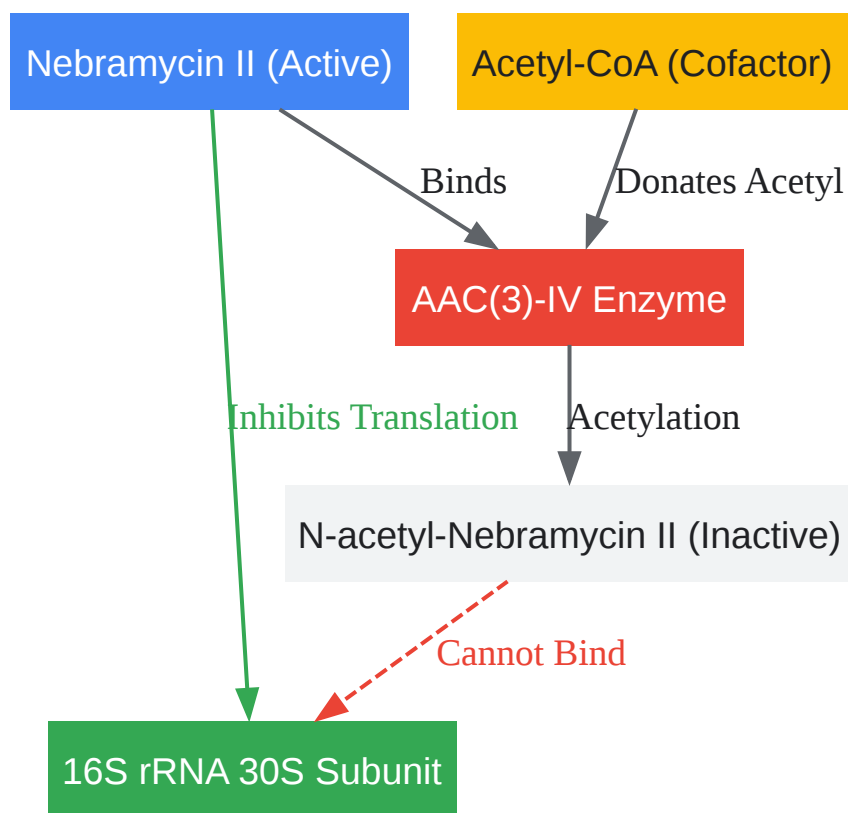 Nebramycin II (Active)
Acetyl-CoA (Cofactor)
Binds
Donates Acetyl
AAC(3)-IV Enzyme
Inhibits Translation
Acetylation
N-acetyl-Nebramycin II (Inactive)
Cannot Bind
16S rRNA 30S Subunit